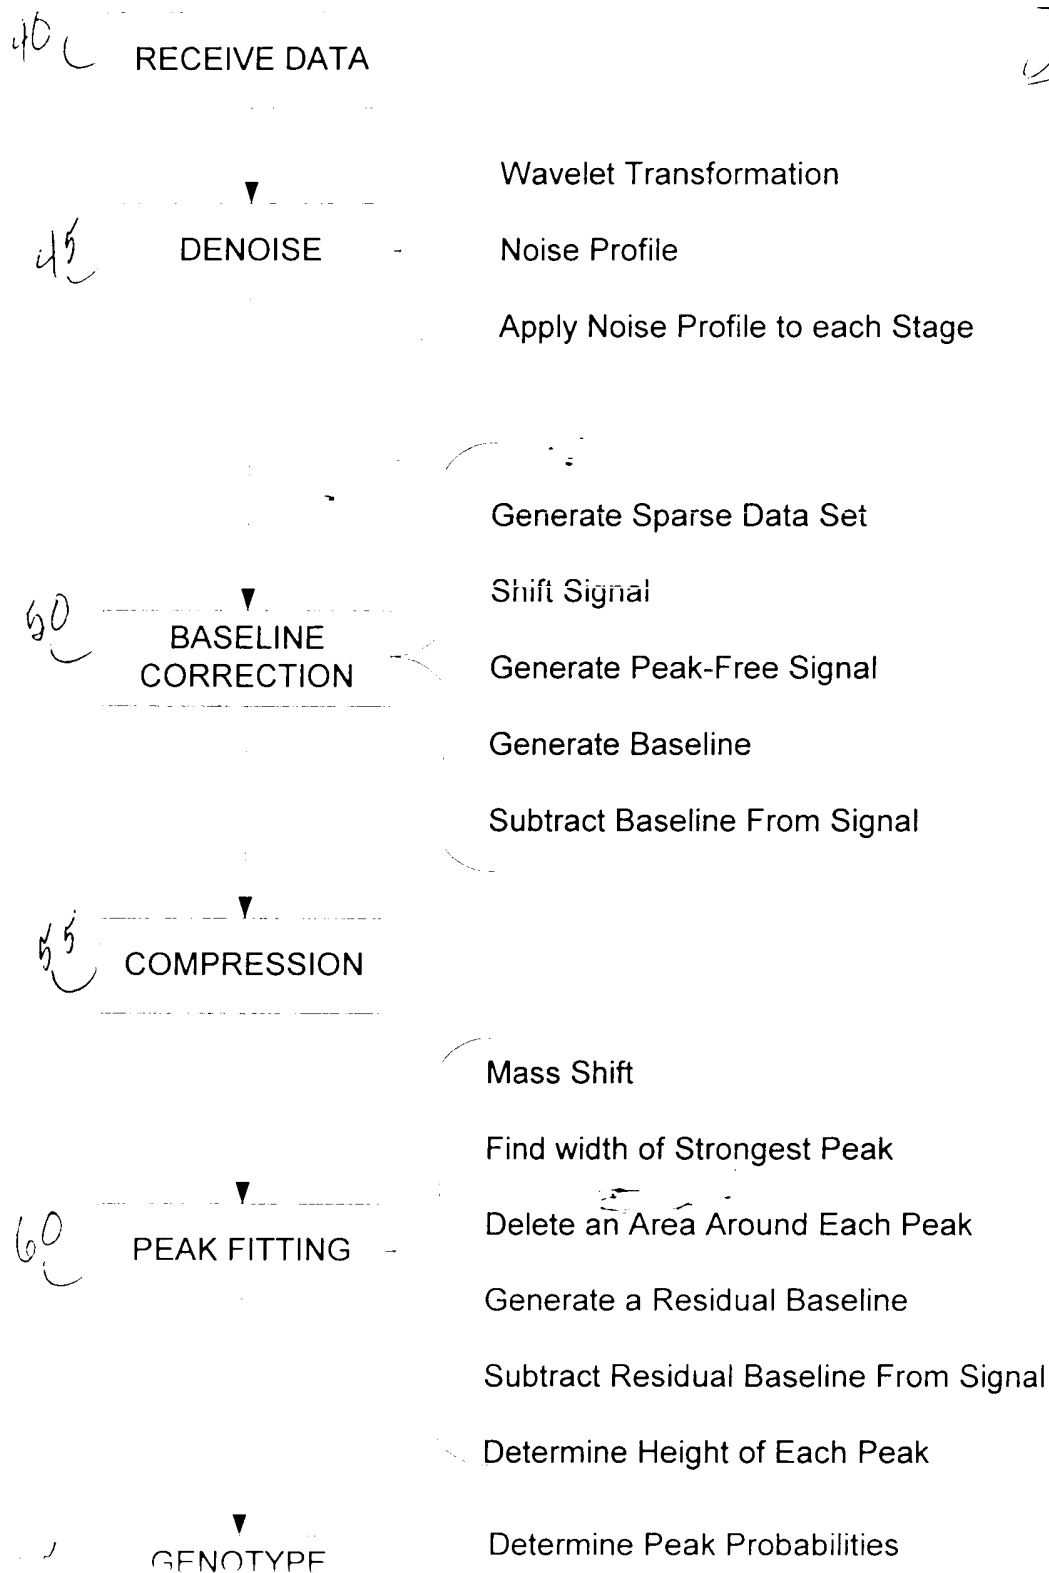 40
RECEIVE DATA
Wavelet Transformation
45
DENOISE
Noise Profile
Apply Noise Profile to each Stage
Generate Sparse Data Set
Shift Signal
50
BASELINE
CORRECTION
Generate Peak-Free Signal
Generate Baseline
Subtract Baseline From Signal
55
COMPRESSION
Mass Shift
Find width of Strongest Peak
Delete an Area Around Each Peak
60
PEAK FITTING
Generate a Residual Baseline
Subtract Residual Baseline From Signal
Determine Height of Each Peak
Determine Peak Probabilities
GENOTYPE